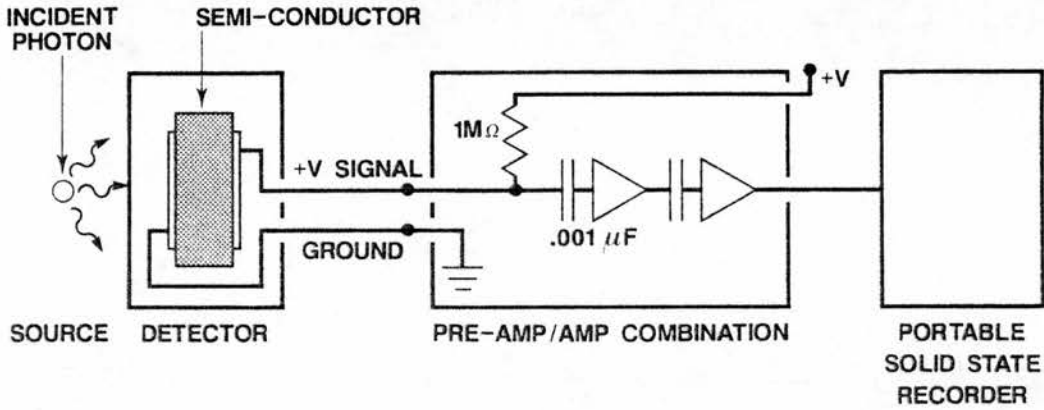 INCIDENT
PHOTON
SEMI-CONDUCTOR
+V
1MΩ
+V SIGNAL
.001 μF
GROUND
SOURCE
DETECTOR
PRE-AMP/AMP COMBINATION
PORTABLE
SOLID STATE
RECORDER